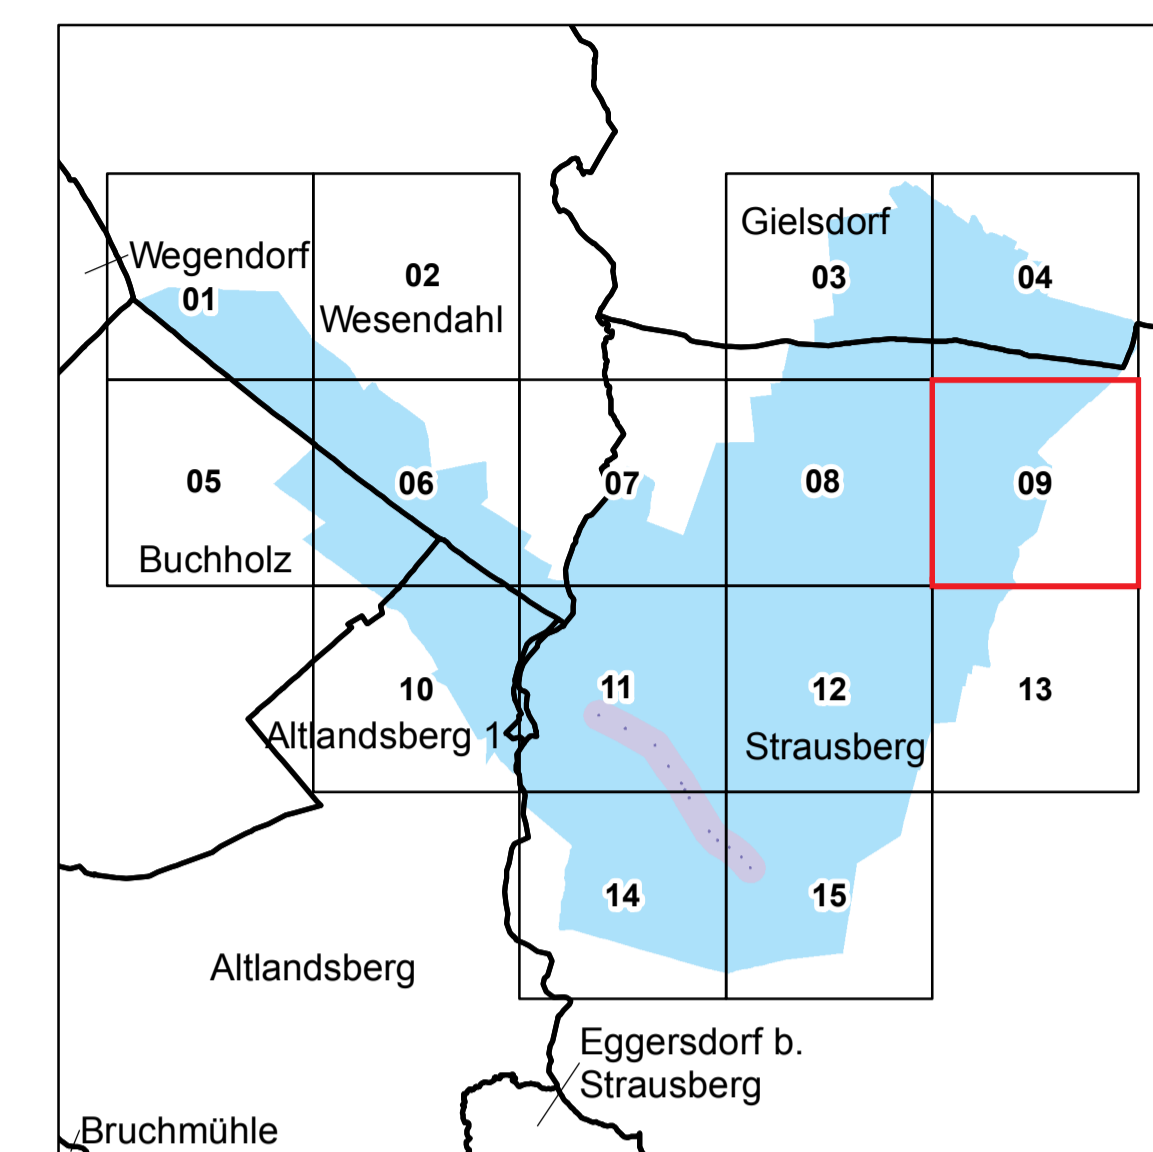 Gielsdorf
Wegendorf
01
02
03
04
Wesendahl
05
06
07
08
09
Buchholz
10
11
12
13
Altlandsberg 1
Strausberg
14
15
Altlandsberg
Eggersdorf b.
Strausberg
Bruchmühle